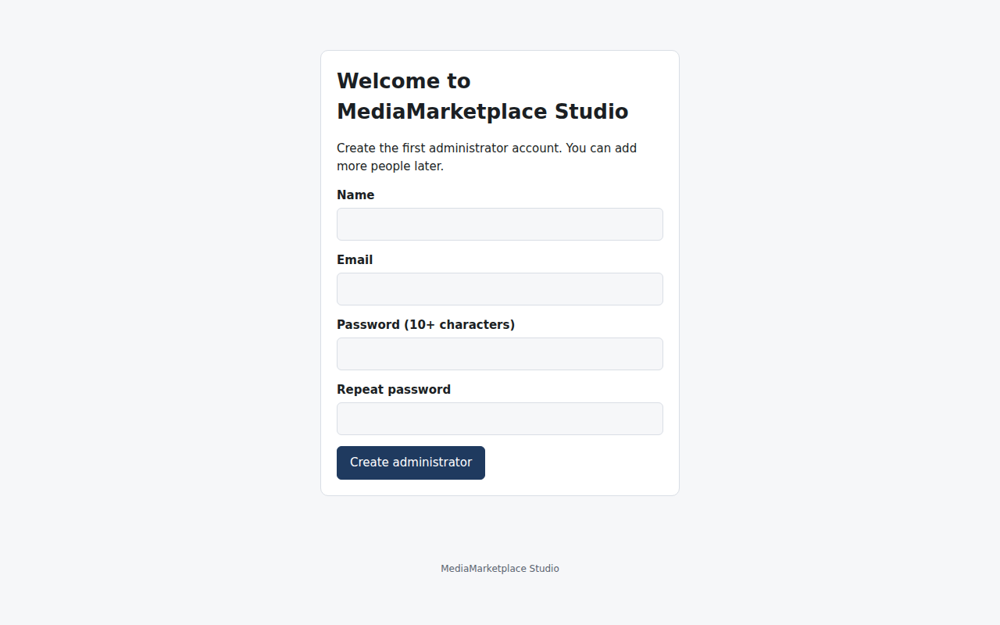 Welcome to
MediaMarketplace Studio
Create the first administrator account. You can add
more people later.
Name
Email
Password (10+ characters)
Repeat password
Create administrator
MediaMarketplace Studio